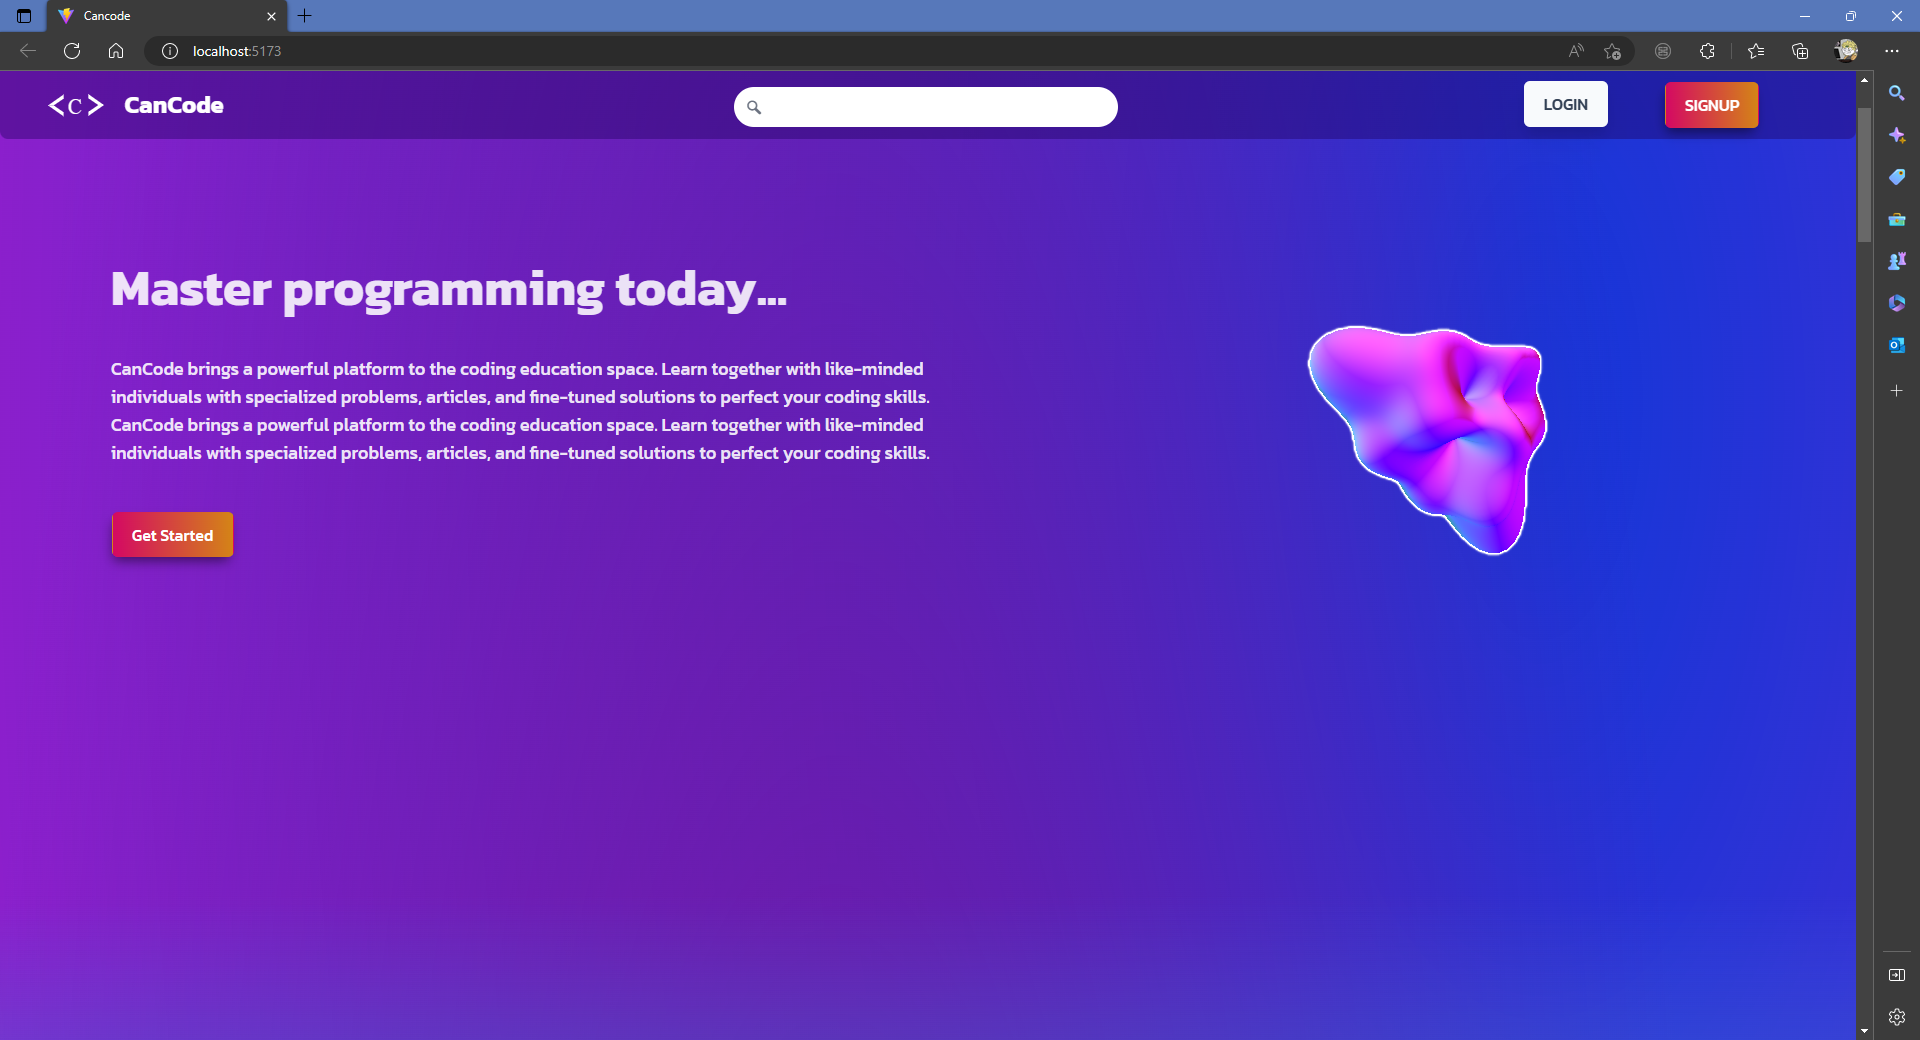 Cancode
localhost:5173
<C> CanCode
LOGIN
SIGNUP
Master programming today...
CanCode brings a powerful platform to the coding education space. Learn together with like-minded
individuals with specialized problems, articles, and fine-tuned solutions to perfect your coding skills.
CanCode brings a powerful platform to the coding education space. Learn together with like-minded
individuals with specialized problems, articles, and fine-tuned solutions to perfect your coding skills.
Get Started